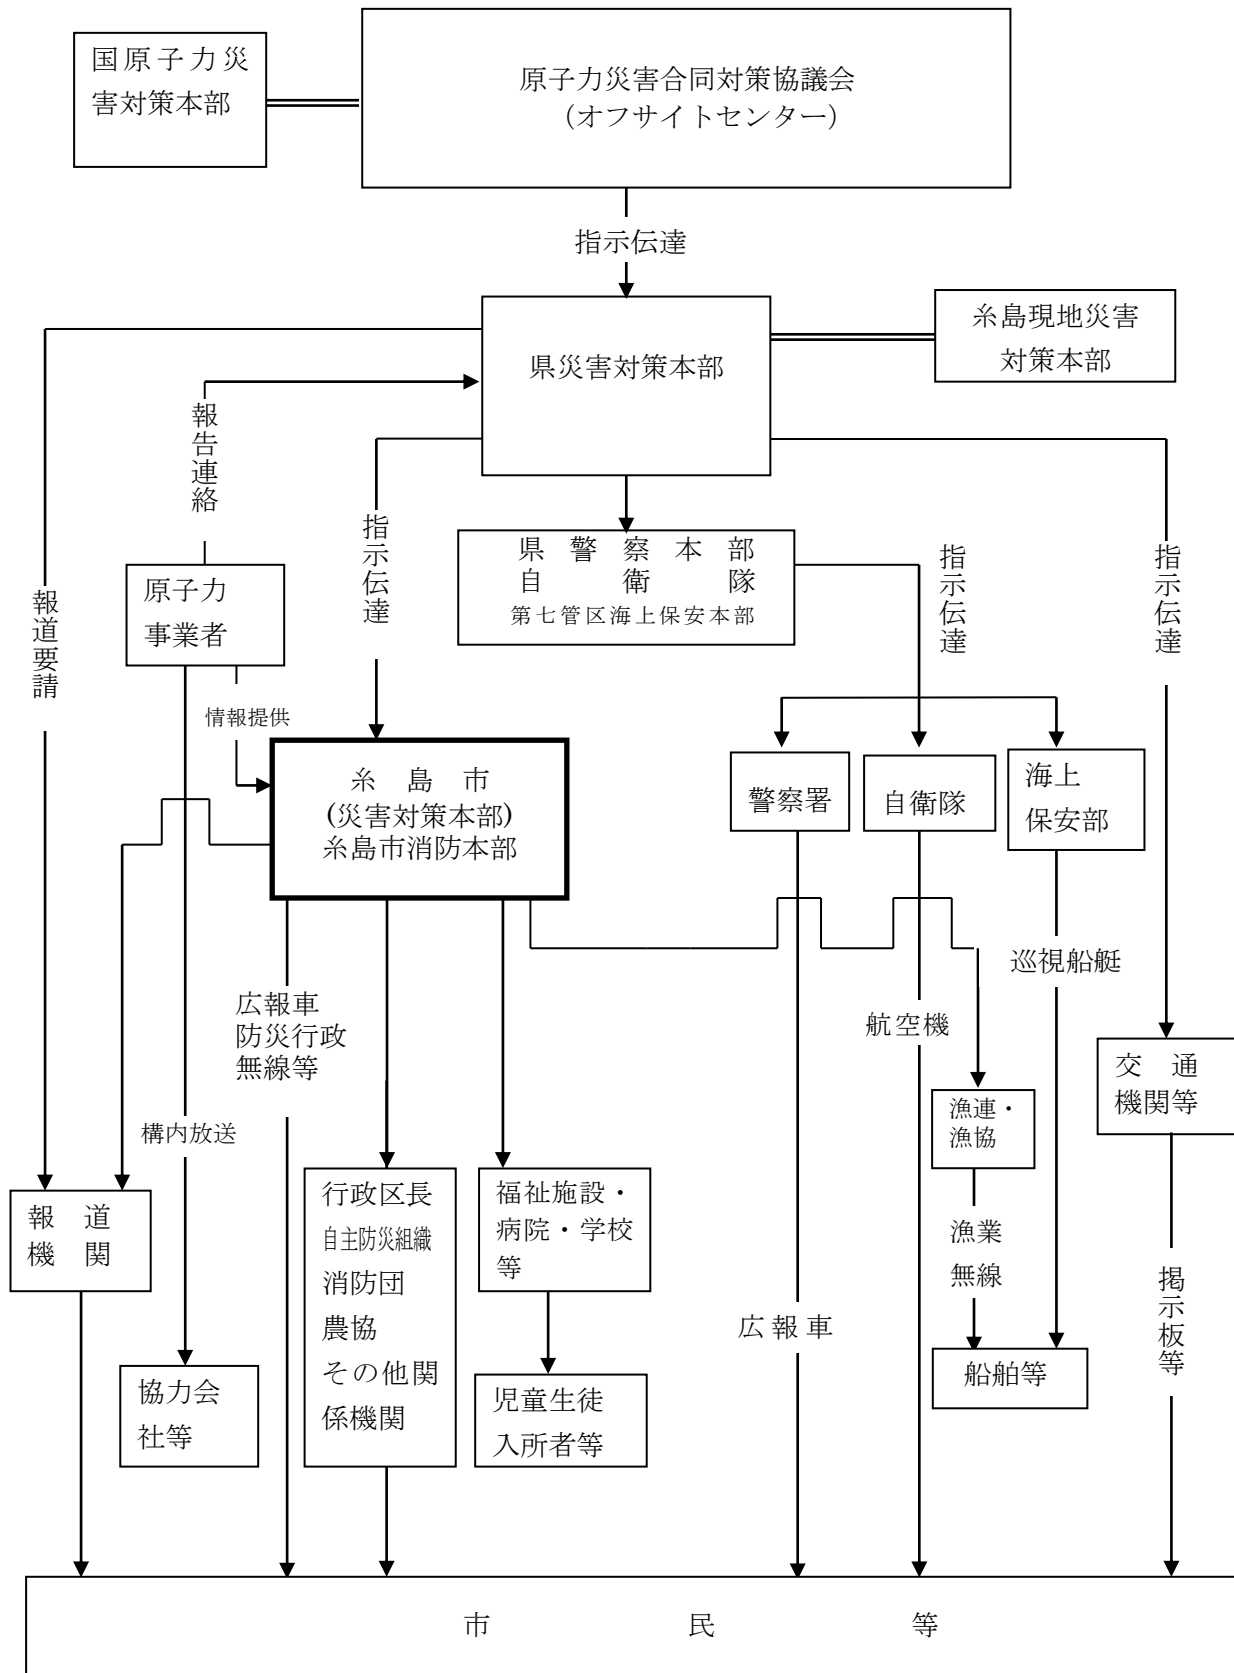 国原子力災
害対策本部
原子力災害合同対策協議会
（オフサイトセンター）
指示伝達
県災害対策本部
糸島現地災害
対策本部
報告連絡
指示伝達
県警察本部
自衛隊
第七管区海上保安本部
指示伝達
指示伝達
報道要請
原子力
事業者
情報提供
糸島市
(災害対策本部)
糸島市消防本部
警察署
自衛隊
海上
保安部
広報車
防災行政
無線等
巡視船艇
航空機
構内放送
漁連・
漁協
交通
機関等
報道
機関
行政区長
自主防災組織
消防団
農協
その他関
係機関
福祉施設・
病院・学校
等
漁業
無線
掲示板等
広報車
協力会
社等
児童生徒
入所者等
船舶等
市民等